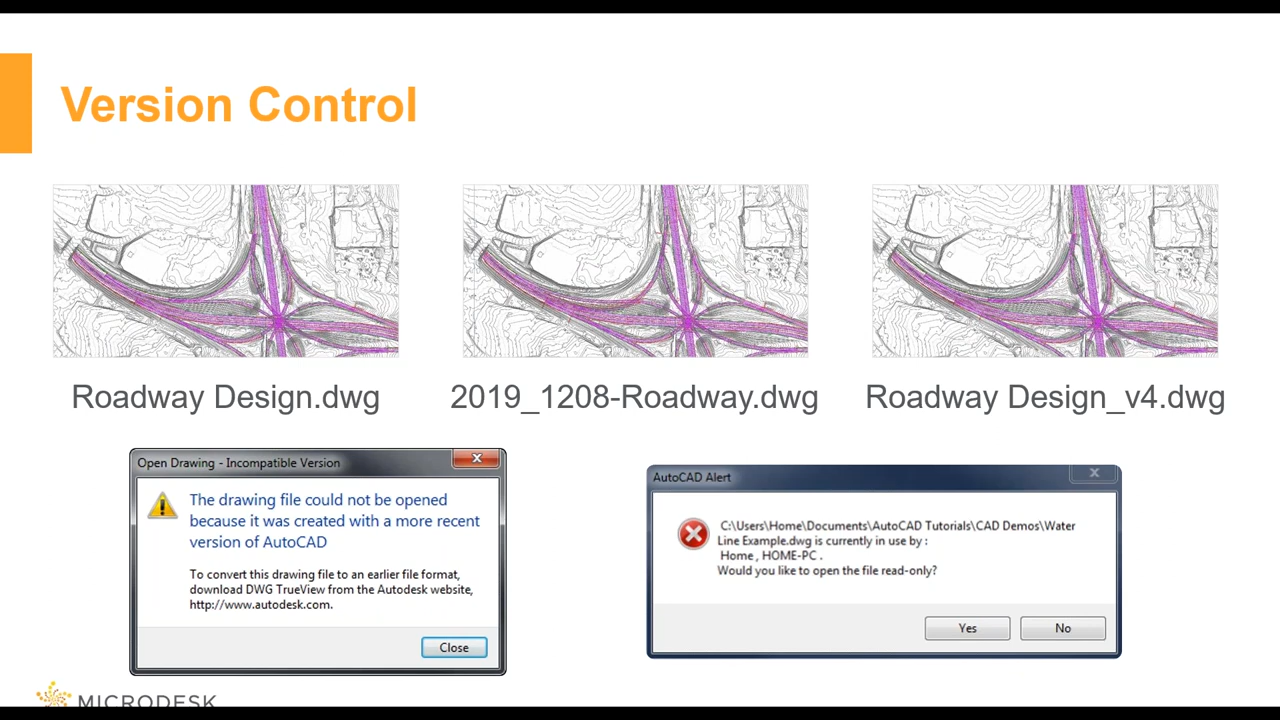 Version Control
Roadway Design.dwg
2019_1208-Roadway.dwg
Roadway Design_v4.dwg
Open Drawing - Incompatible Version
The drawing file could not be opened
because it was created with a more recent
version of AutoCAD
To convert this drawing file to an earlier file format,
download DWG TrueView from the Autodesk website,
http://www.autodesk.com.
Close
AutoCAD Alert
C:\Users\Home\Documents\AutoCAD Tutorials\CAD Demos\Water
Line Example.dwg is currently in use by :
Home , HOME-PC .
Would you like to open the file read-only?
Yes
No
MICRODESK